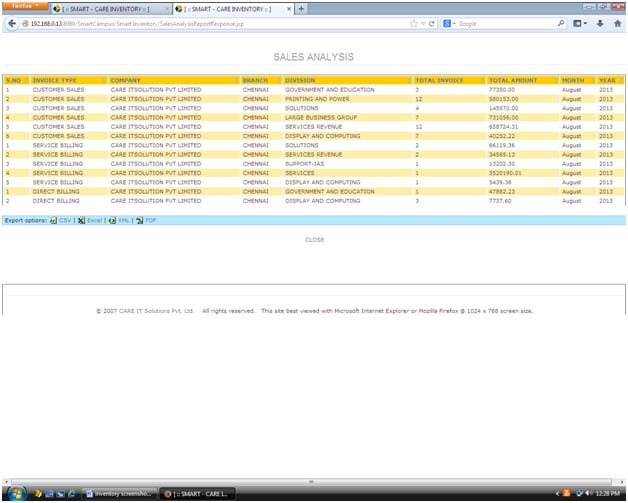 Firefox
[ :: SMART - CARE INVENTORY :: ] [ :: SMART - CARE INVENTORY :: ]
192.168.0.13:8089/SmartCampus/Smart Inventory/SalesAnalysisReportResponse.jsp Google
SALES ANALYSIS
S.NO INVOICE TYPE COMPANY BRANCH DIVISION TOTAL INVOICE TOTAL AMOUNT MONTH YEAR
1 CUSTOMER SALES CARE ITSOLUTION PVT LIMITED CHENNAI GOVERNMENT AND EDUCATION 3 77350.00 August 2013
2 CUSTOMER SALES CARE ITSOLUTION PVT LIMITED CHENNAI PRINTING AND POWER 12 580153.00 August 2013
3 CUSTOMER SALES CARE ITSOLUTION PVT LIMITED CHENNAI SOLUTIONS 4 145970.00 August 2013
4 CUSTOMER SALES CARE ITSOLUTION PVT LIMITED CHENNAI LARGE BUSINESS GROUP 7 731056.00 August 2013
5 CUSTOMER SALES CARE ITSOLUTION PVT LIMITED CHENNAI SERVICES REVENUE 12 658724.31 August 2013
6 CUSTOMER SALES CARE ITSOLUTION PVT LIMITED CHENNAI DISPLAY AND COMPUTING 7 40252.22 August 2013
1 SERVICE BILLING CARE ITSOLUTION PVT LIMITED CHENNAI SOLUTIONS 2 66119.36 August 2013
2 SERVICE BILLING CARE ITSOLUTION PVT LIMITED CHENNAI SERVICES REVENUE 2 34565.13 August 2013
3 SERVICE BILLING CARE ITSOLUTION PVT LIMITED CHENNAI SUPPORT-IAS 1 13202.30 August 2013
4 SERVICE BILLING CARE ITSOLUTION PVT LIMITED CHENNAI SERVICES 1 3520190.01 August 2013
5 SERVICE BILLING CARE ITSOLUTION PVT LIMITED CHENNAI DISPLAY AND COMPUTING 1 5439.36 August 2013
1 DIRECT BILLING CARE ITSOLUTION PVT LIMITED CHENNAI GOVERNMENT AND EDUCATION 1 47882.23 August 2013
2 DIRECT BILLING CARE ITSOLUTION PVT LIMITED CHENNAI DISPLAY AND COMPUTING 3 7737.60 August 2013
Export options: CSV | Excel | XML | PDF
CLOSE
© 2007 CARE IT Solutions Pvt. Ltd. All rights reserved. This site best viewed with Microsoft Internet Explorer or Mozilla Firefox @ 1024 x 768 screen size.
inventory screensho... [ :: SMART - CARE I... 12:28 PM